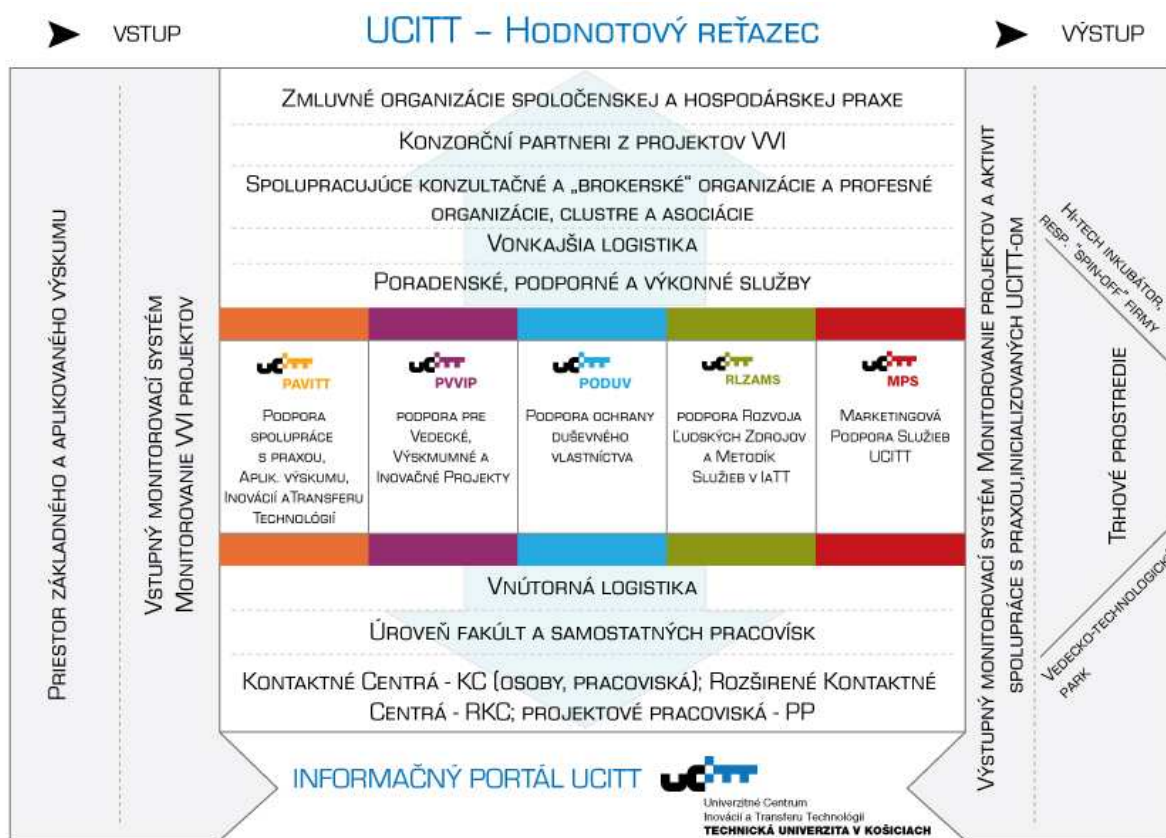 VSTUP
UCITT – HODNOTOVÝ REŤAZEC
VÝSTUP
PRIESTOR ZÁKLADNÉHO A APLIKOVANÉHO VÝSKUMU
VSTUPNÝ MONITOROVACÍ SYSTÉM
MONITOROVANIE VVI PROJEKTOV
ZMLUVNÉ ORGANIZÁCIE SPOLOČENSKEJ A HOSPODÁRSKEJ PRAXE
KONZORČNÍ PARTNERI Z PROJEKTOV VVI
SPOLUPRACUJÚCE KONZULTAČNÉ A „BROKERSKÉ“ ORGANIZÁCIE A PROFESNÉ
ORGANIZÁCIE, CLUSTRE A ASOCIÁCIE
VONKAJŠIA LOGISTIKA
PORADENSKÉ, PODPORNÉ A VÝKONNÉ SLUŽBY
UCITT
PAVITT
PODPORA
SPOLUPRÁCE
S PRAXOU,
APLIK. VÝSKUMU,
INOVÁCIÍ ATRANSFERU
TECHNOLÓGIÍ
UCITT
PVVIP
PODPORA PRE
VEDECKÉ,
VÝSKMUMNÉ A
INOVAČNÉ PROJEKTY
UCITT
PODUV
PODPORA OCHRANY
DUŠEVNÉHO
VLASTNÍCTVA
UCITT
RLZAMS
PODPORA ROZVOJA
ĽUDSKÝCH ZDROJOV
A METODÍK
SLUŽIEB V IATT
UCITT
MPS
MARKETINGOVÁ
PODPORA SLUŽIEB
UCITT
VNÚTORNÁ LOGISTIKA
ÚROVEŇ FAKÚLT A SAMOSTATNÝCH PRACOVÍSK
KONTAKTNÉ CENTRÁ - KC (OSOBY, PRACOVISKÁ); ROZŠÍRENÉ KONTAKTNÉ
CENTRÁ - RKC; PROJEKTOVÉ PRACOVISKÁ - PP
INFORMAČNÝ PORTÁL UCITT
UCITT
Univerzitné Centrum
Inovácií a Transferu Technológií
TECHNICKÁ UNIVERZITA V KOŠICIACH
VÝSTUPNÝ MONITOROVACÍ SYSTÉM MONITOROVANIE PROJEKTOV A AKTIVIT
SPOLUPRÁCE S PRAXOU,INICIALIZOVANÝCH UCITT-OM
HI-TECH INKUBÁTOR,
RESP. "SPIN-OFF" FIRMY
TRHOVÉ PROSTREDIE
PARK